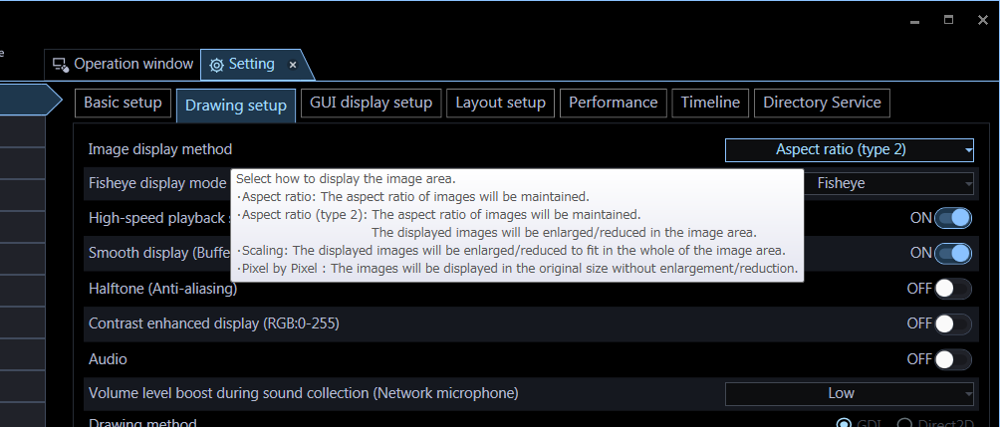 e
Operation window
Setting
×
Basic setup
Drawing setup
GUI display setup
Layout setup
Performance
Timeline
Directory Service
Image display method
Aspect ratio (type 2)
Fisheye display mode
Fisheye
Select how to display the image area.
·Aspect ratio: The aspect ratio of images will be maintained.
·Aspect ratio (type 2): The aspect ratio of images will be maintained.
The displayed images will be enlarged/reduced in the image area.
·Scaling: The displayed images will be enlarged/reduced to fit in the whole of the image area.
·Pixel by Pixel : The images will be displayed in the original size without enlargement/reduction.
High-speed playback s
ON
Smooth display (Buffe
ON
Halftone (Anti-aliasing)
OFF
Contrast enhanced display (RGB:0-255)
OFF
Audio
OFF
Volume level boost during sound collection (Network microphone)
Low
Drawing method
GDI
Direct2D